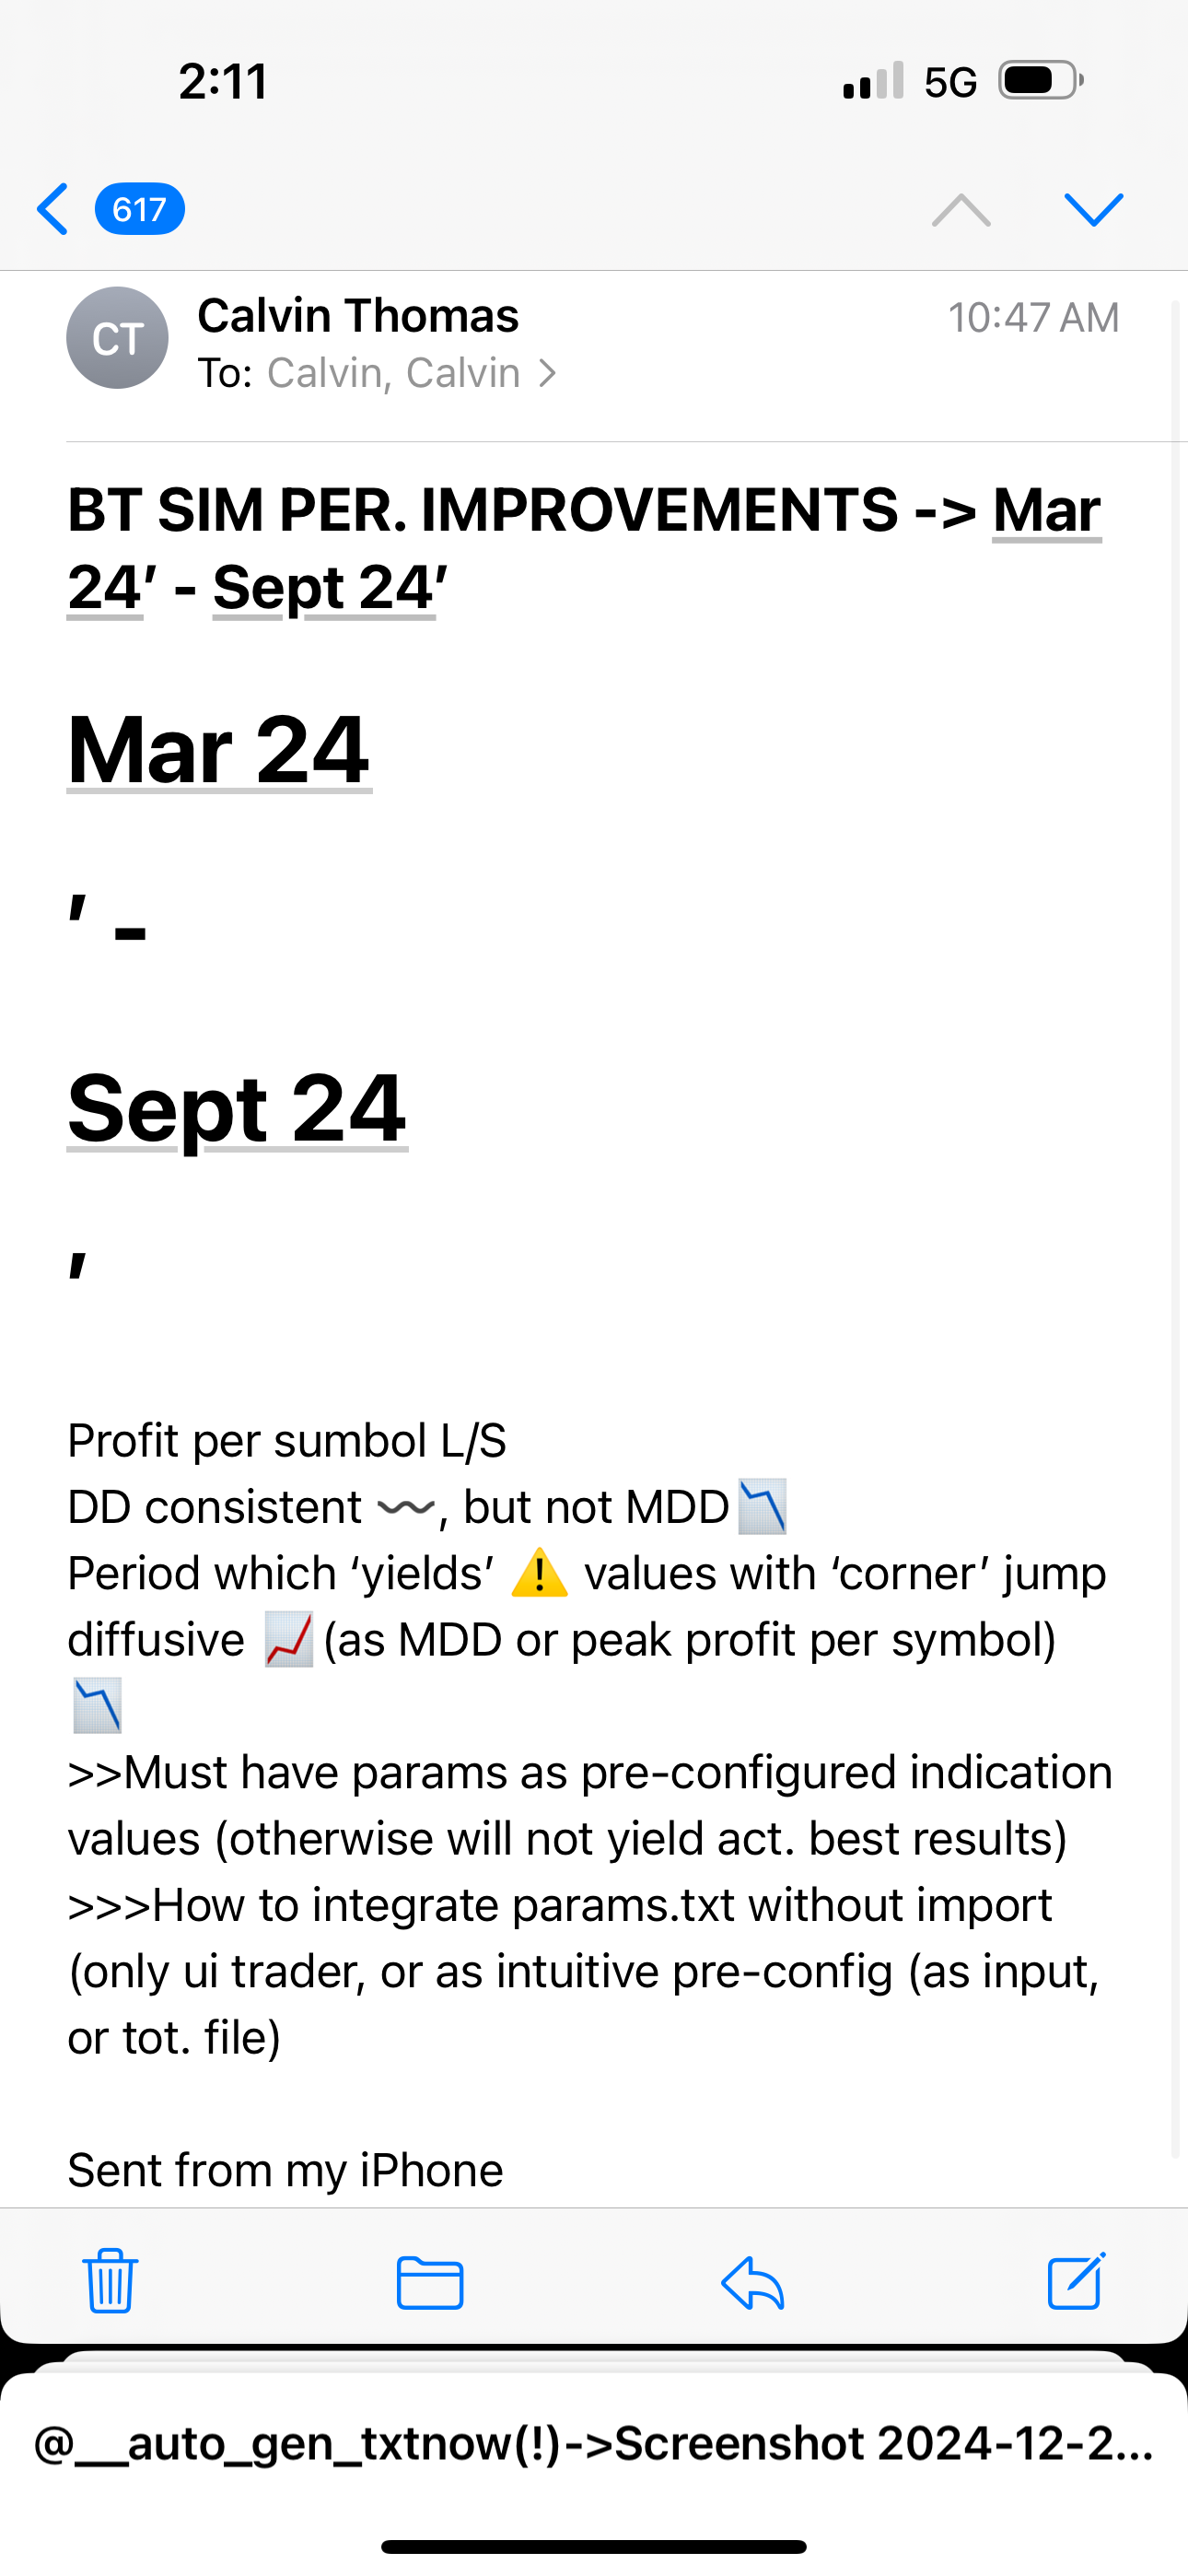 2:11
5G
617
CT
Calvin Thomas
10:47 AM
To: Calvin, Calvin
BT SIM PER. IMPROVEMENTS -> Mar
24’ - Sept 24’
Mar 24
’ -
Sept 24
’
Profit per sumbol L/S
DD consistent 〰️, but not MDD📉
Period which ‘yields’ ⚠️ values with ‘corner’ jump
diffusive 📈(as MDD or peak profit per symbol)
📉
>>Must have params as pre-configured indication
values (otherwise will not yield act. best results)
>>>How to integrate params.txt without import
(only ui trader, or as intuitive pre-config (as input,
or tot. file)
Sent from my iPhone
@__auto_gen_txtnow(!)->Screenshot 2024-12-2...